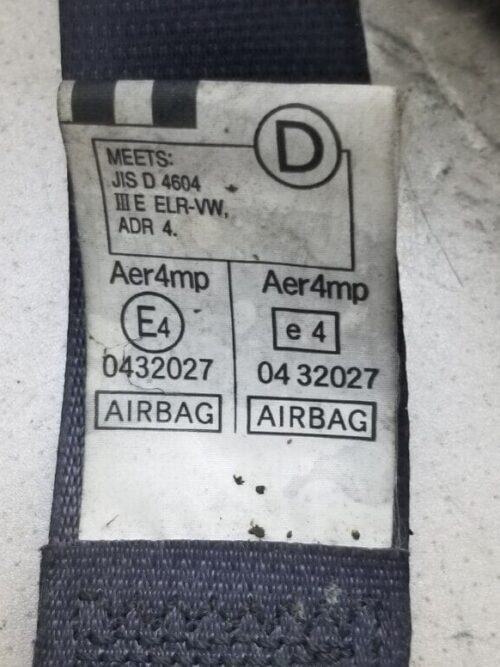 D
MEETS:
JIS D 4604
III E ELR-VW,
ADR 4.
Aer4mp
E4
0432027
AIRBAG
Aer4mp
e 4
04 32027
AIRBAG